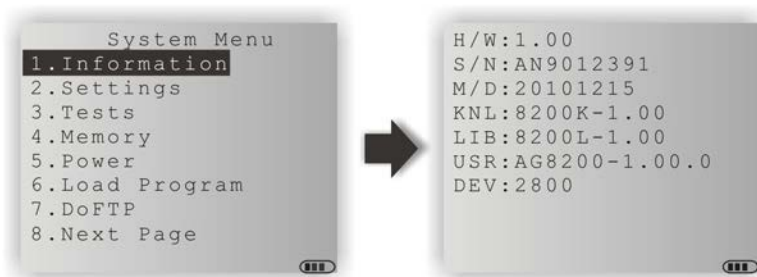 System Menu
1.Information
2.Settings
3.Tests
4.Memory
5.Power
6.Load Program
7.DoFTP
8.Next Page
H/W:1.00
S/N:AN9012391
M/D:20101215
KNL:8200K-1.00
LIB:8200L-1.00
USR:AG8200-1.00.0
DEV:2800